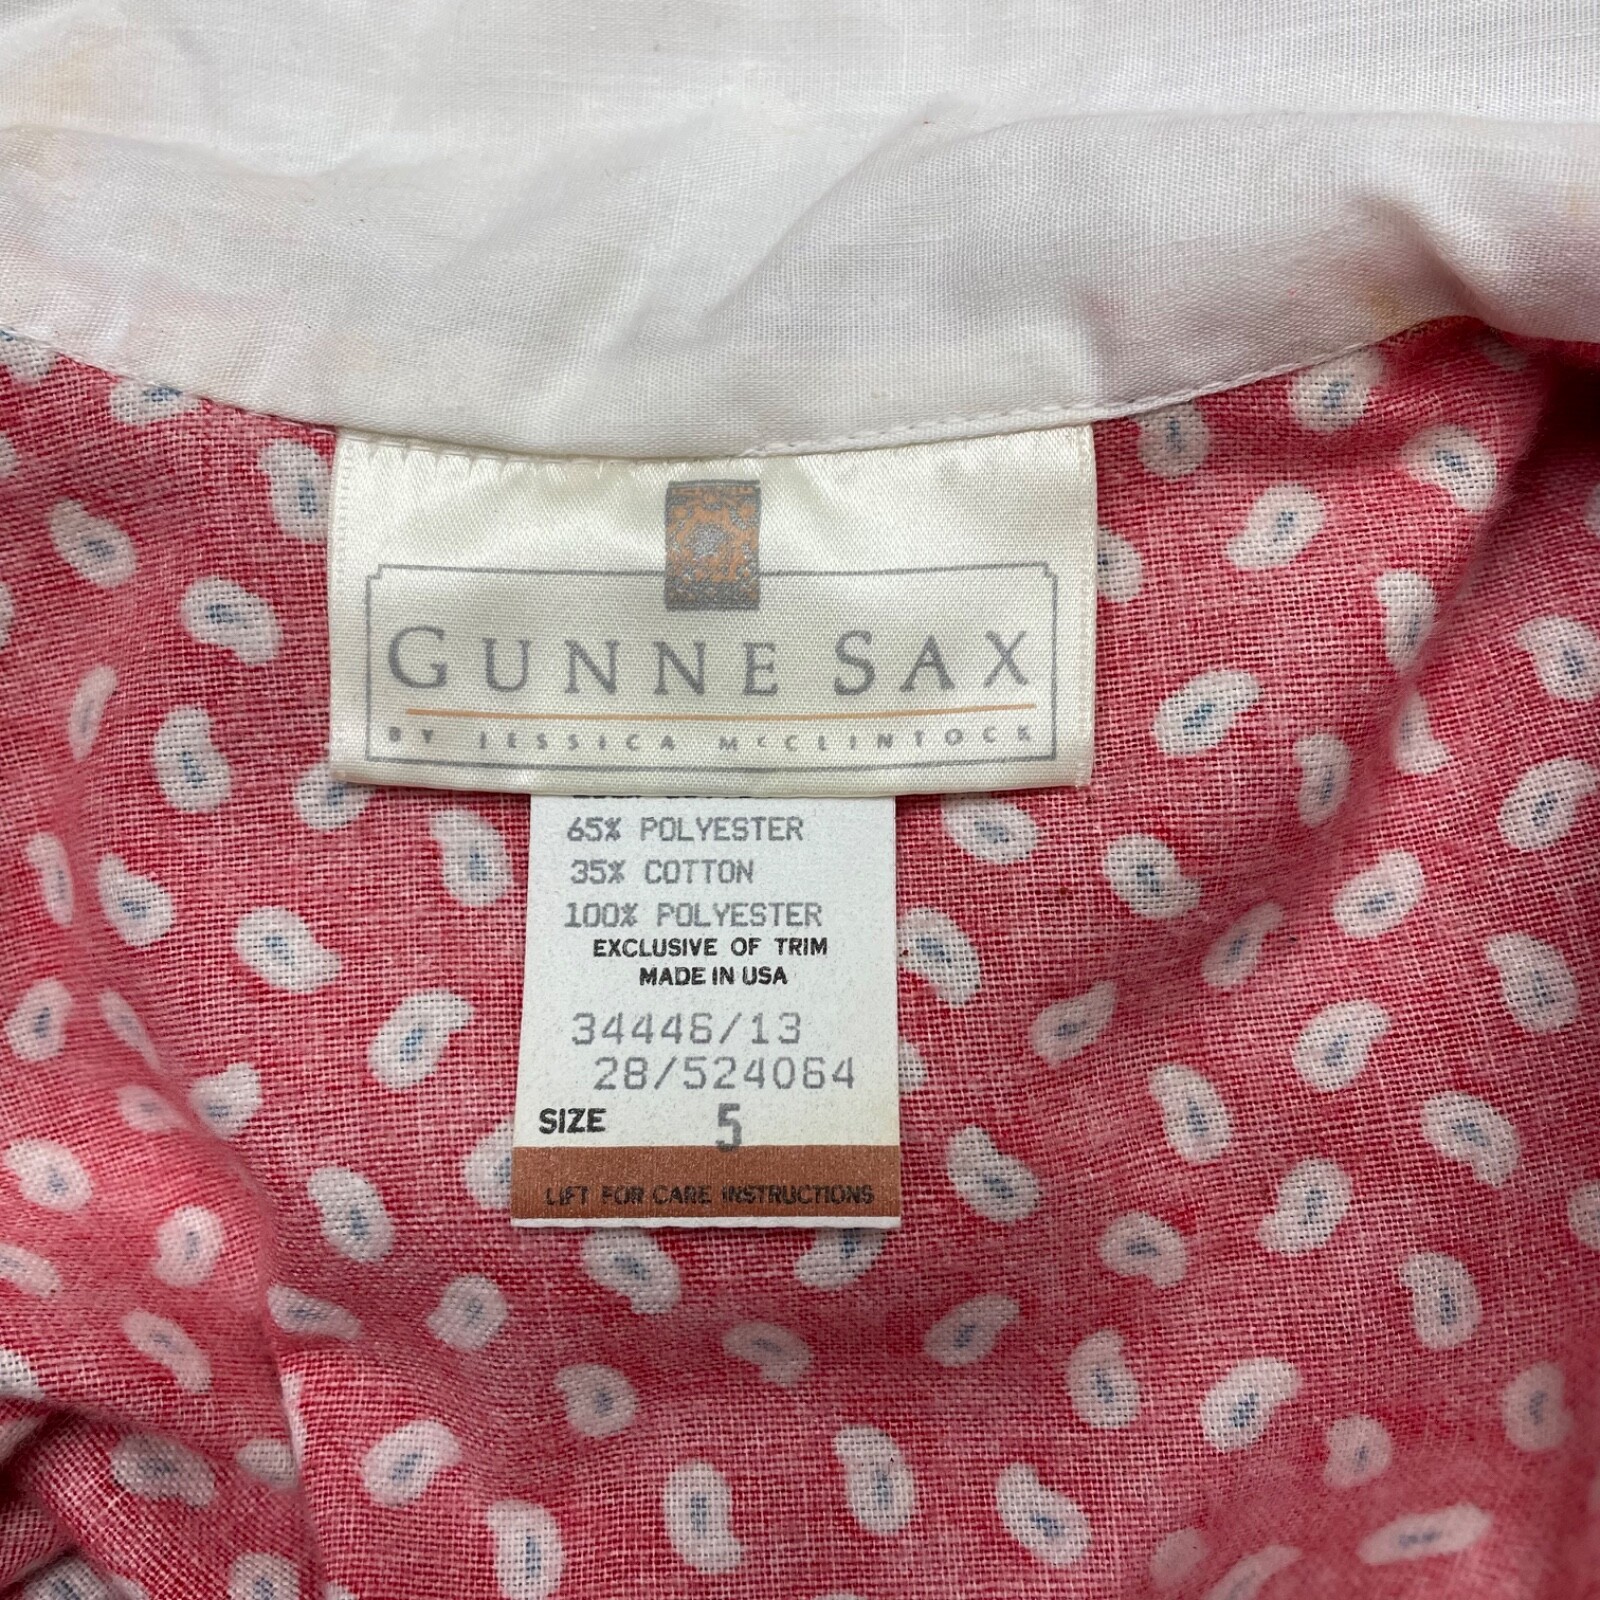 GUNNE SAX
BY JESSICA McCLINTOCK
65% POLYESTER
35% COTTON
100% POLYESTER
EXCLUSIVE OF TRIM
MADE IN USA
34446/13
28/524064
SIZE 5
LIFT FOR CARE INSTRUCTIONS